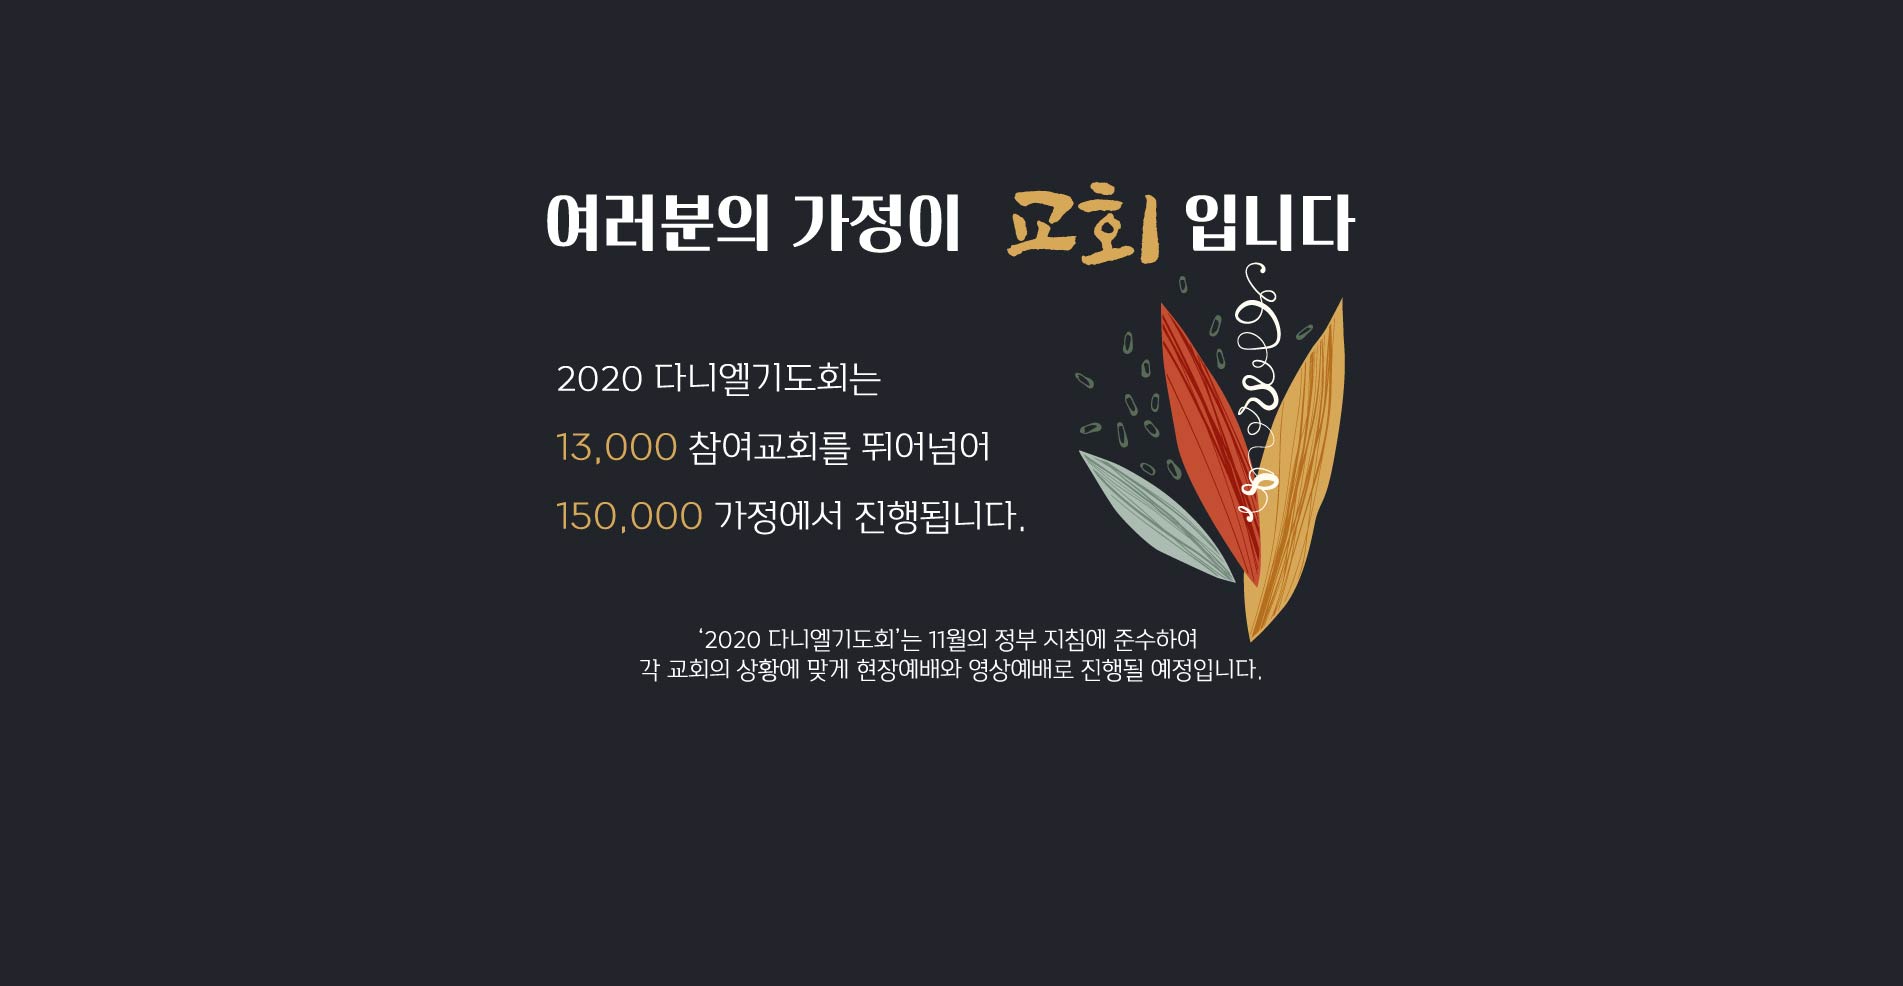 여러분의 가정이 교회 입니다
2020 다니엘기도회는
13,000 참여교회를 뛰어넘어
150,000 가정에서 진행됩니다.
‘2020 다니엘기도회’는 11월의 정부 지침에 준수하여
각 교회의 상황에 맞게 현장예배와 영상예배로 진행될 예정입니다.